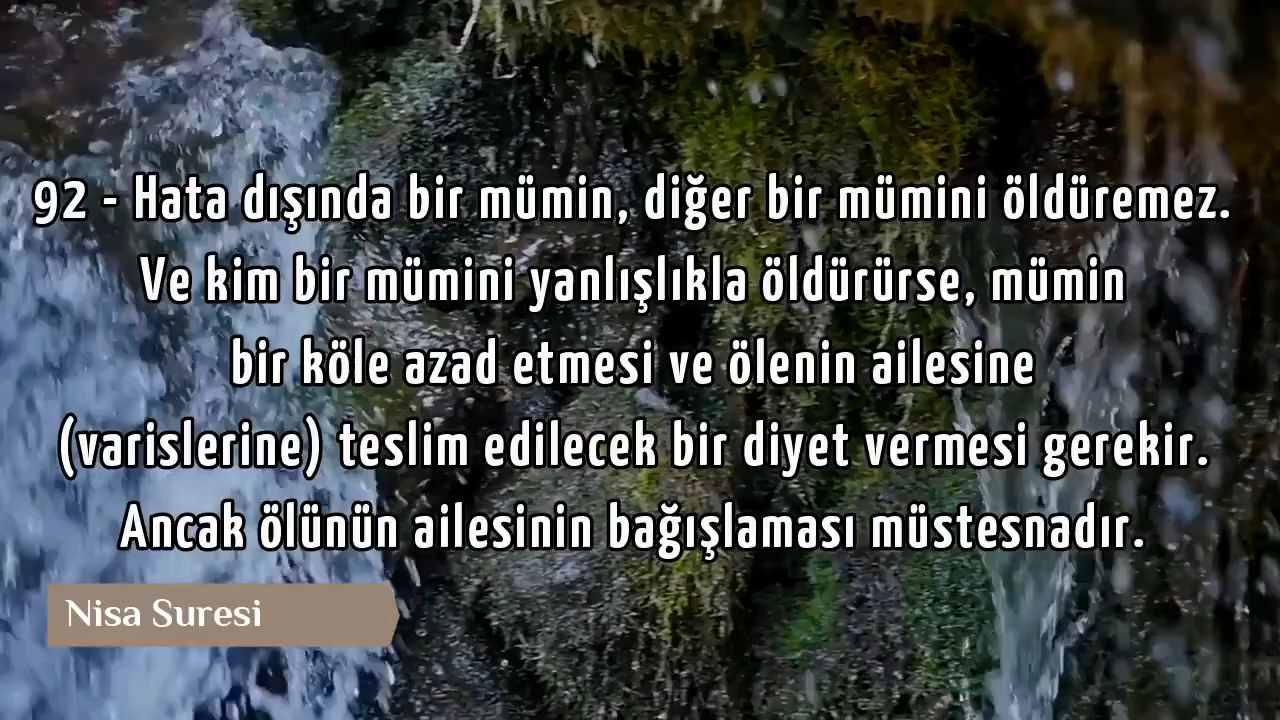 92 - Hata dışında bir mümin, diğer bir mümini öldüremez.
Ve kim bir mümini yanlışlıkla öldürürse, mümin
bir köle azad etmesi ve ölenin ailesine
(varislerine) teslim edilecek bir diyet vermesi gerekir.
Ancak ölünün ailesinin bağışlaması müstesnadır.
Nisa Suresi